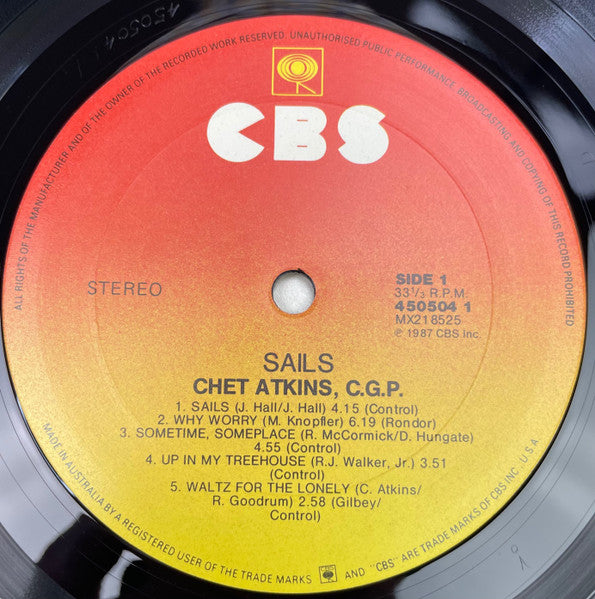 450504 1
ALL RIGHTS OF THE MANUFACTURER AND OF THE OWNER OF THE RECORDED WORK RESERVED. UNAUTHORISED PUBLIC PERFORMANCE, BROADCASTING AND COPYING OF THIS RECORD PROHIBITED
CBS
STEREO
SIDE 1
33 1/3 R.P.M.
450504 1
MX218525
℗ 1987 CBS Inc.
SAILS
CHET ATKINS, C.G.P.
1. SAILS (J. Hall/J. Hall) 4.15 (Control)
2. WHY WORRY (M. Knopfler) 6.19 (Rondor)
3. SOMETIME, SOMEPLACE (R. McCormick/D. Hungate)
4.55 (Control)
4. UP IN MY TREEHOUSE (R.J. Walker, Jr.) 3.51
(Control)
5. WALTZ FOR THE LONELY (C. Atkins/
R. Goodrum) 2.58 (Gilbey/
Control)
MADE IN AUSTRALIA BY A REGISTERED USER OF THE TRADE MARKS AND "CBS" ARE TRADE MARKS OF CBS INC. U.S.A.